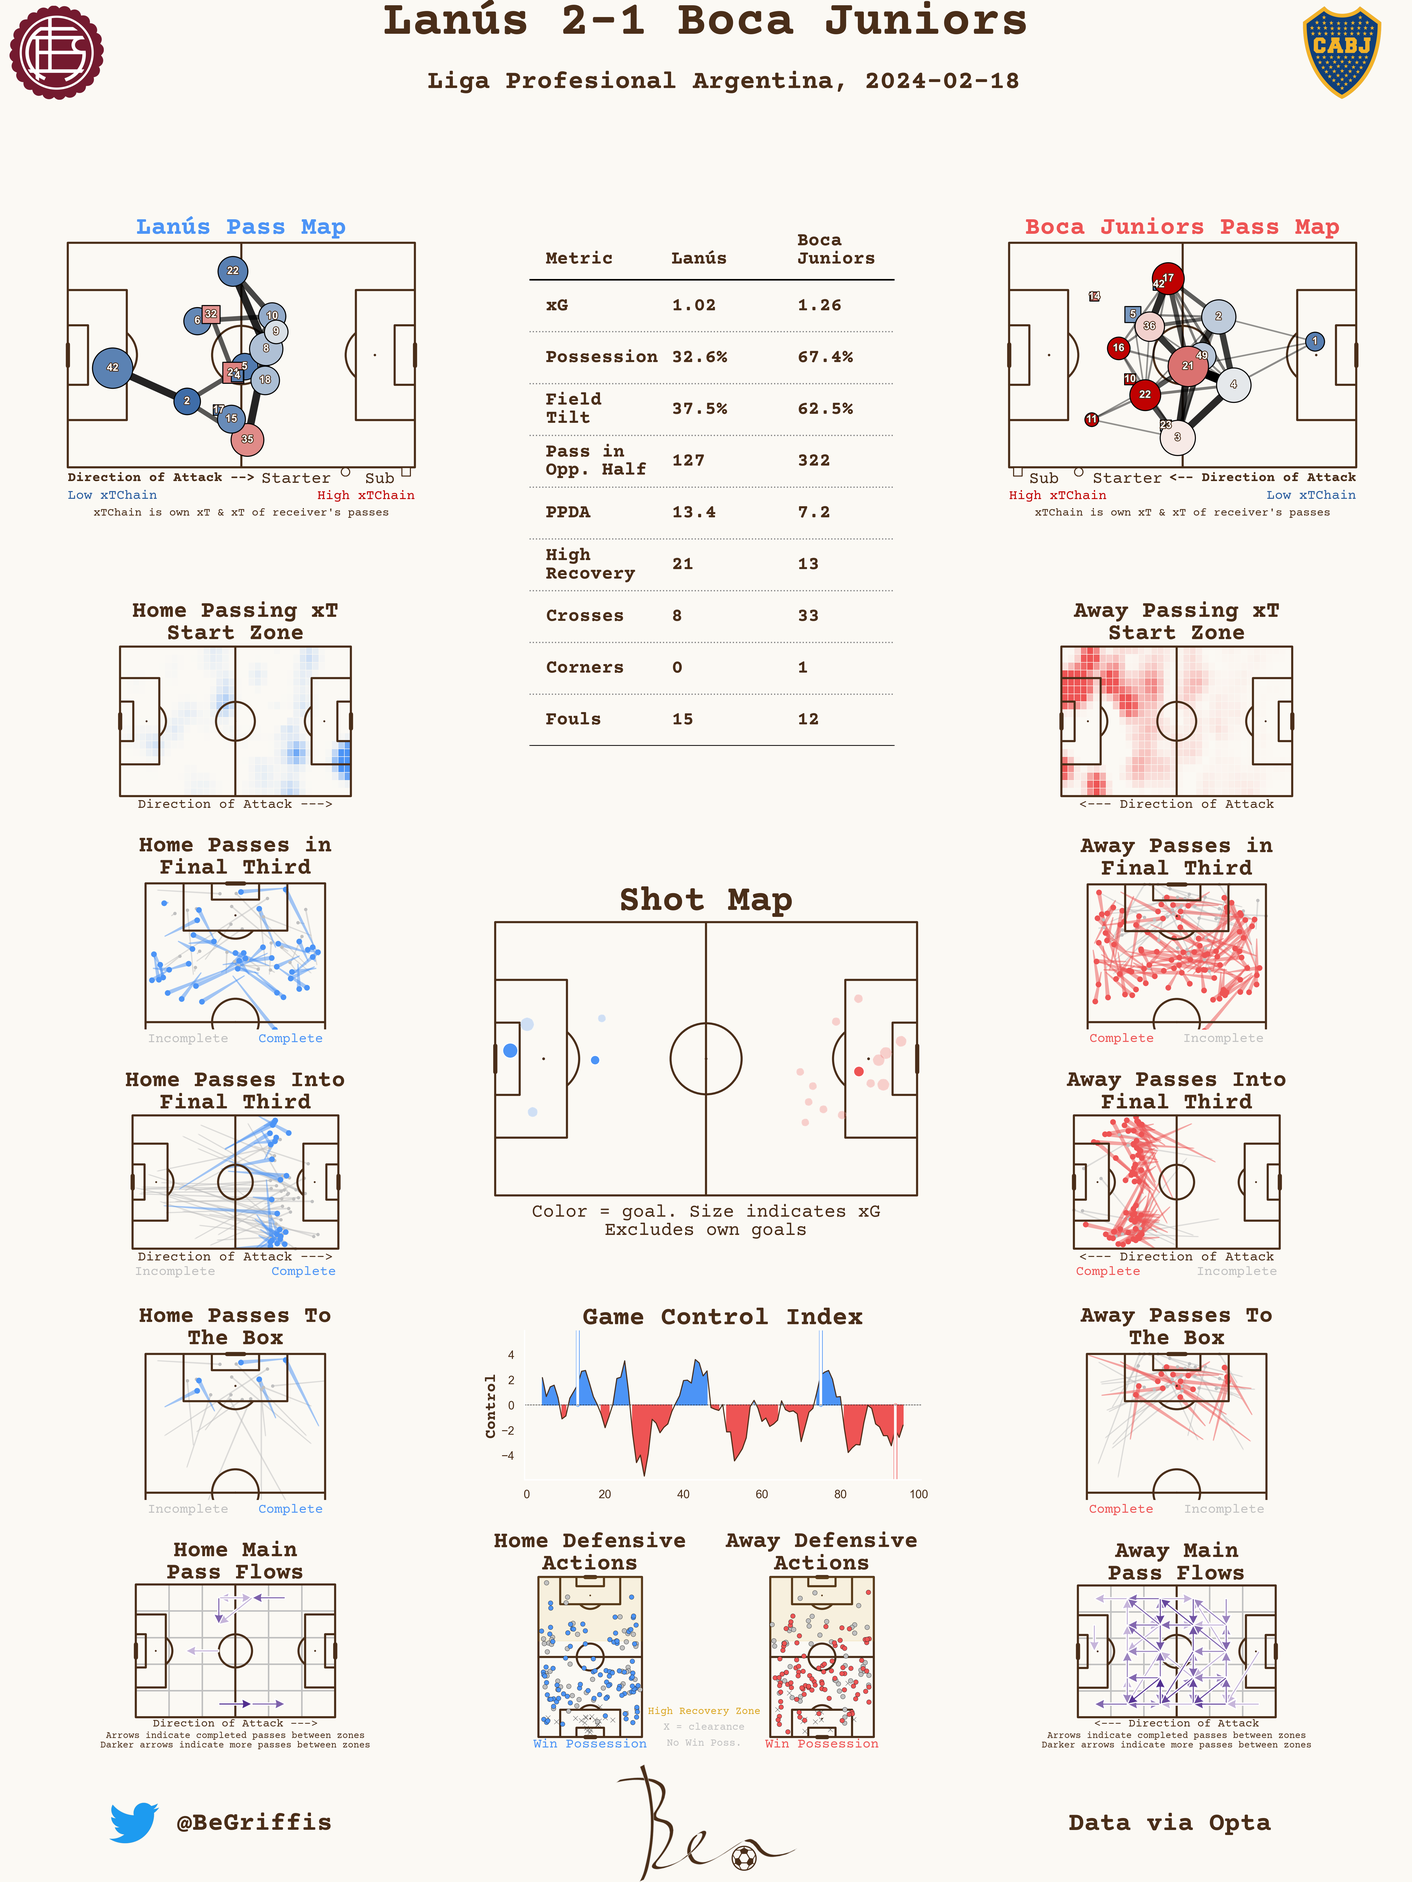 Lanús 2-1 Boca Juniors
Liga Profesional Argentina, 2024-02-18
CABJ
Lanús Pass Map
22
6
32
10
9
8
42
5
4
18
2
17
15
35
Direction of Attack --> Starter Sub
Low xTChain High xTChain
xTChain is own xT & xT of receiver's passes
Metric Lanús Boca Juniors
xG 1.02 1.26
Possession 32.6% 67.4%
Field Tilt 37.5% 62.5%
Pass in Opp. Half 127 322
PPDA 13.4 7.2
High Recovery 21 13
Crosses 8 33
Corners 0 1
Fouls 15 12
Boca Juniors Pass Map
17
42
14
5
36
2
16
49
1
21
10
4
22
11
23
3
Sub Starter <-- Direction of Attack
High xTChain Low xTChain
xTChain is own xT & xT of receiver's passes
Home Passing xT
Start Zone
Direction of Attack --->
Away Passing xT
Start Zone
<--- Direction of Attack
Home Passes in
Final Third
Incomplete Complete
Away Passes in
Final Third
Complete Incomplete
Shot Map
Color = goal. Size indicates xG
Excludes own goals
Home Passes Into
Final Third
Direction of Attack --->
Incomplete Complete
Away Passes Into
Final Third
<--- Direction of Attack
Complete Incomplete
Home Passes To
The Box
Incomplete Complete
Game Control Index
Control
4
2
0
−2
−4
0 20 40 60 80 100
Away Passes To
The Box
Complete Incomplete
Home Main
Pass Flows
Direction of Attack --->
Arrows indicate completed passes between zones
Darker arrows indicate more passes between zones
Home Defensive
Actions
Win Possession
High Recovery Zone
X = clearance
No Win Poss.
Away Defensive
Actions
Win Possession
Away Main
Pass Flows
<--- Direction of Attack
Arrows indicate completed passes between zones
Darker arrows indicate more passes between zones
@BeGriffis
Ben
Data via Opta